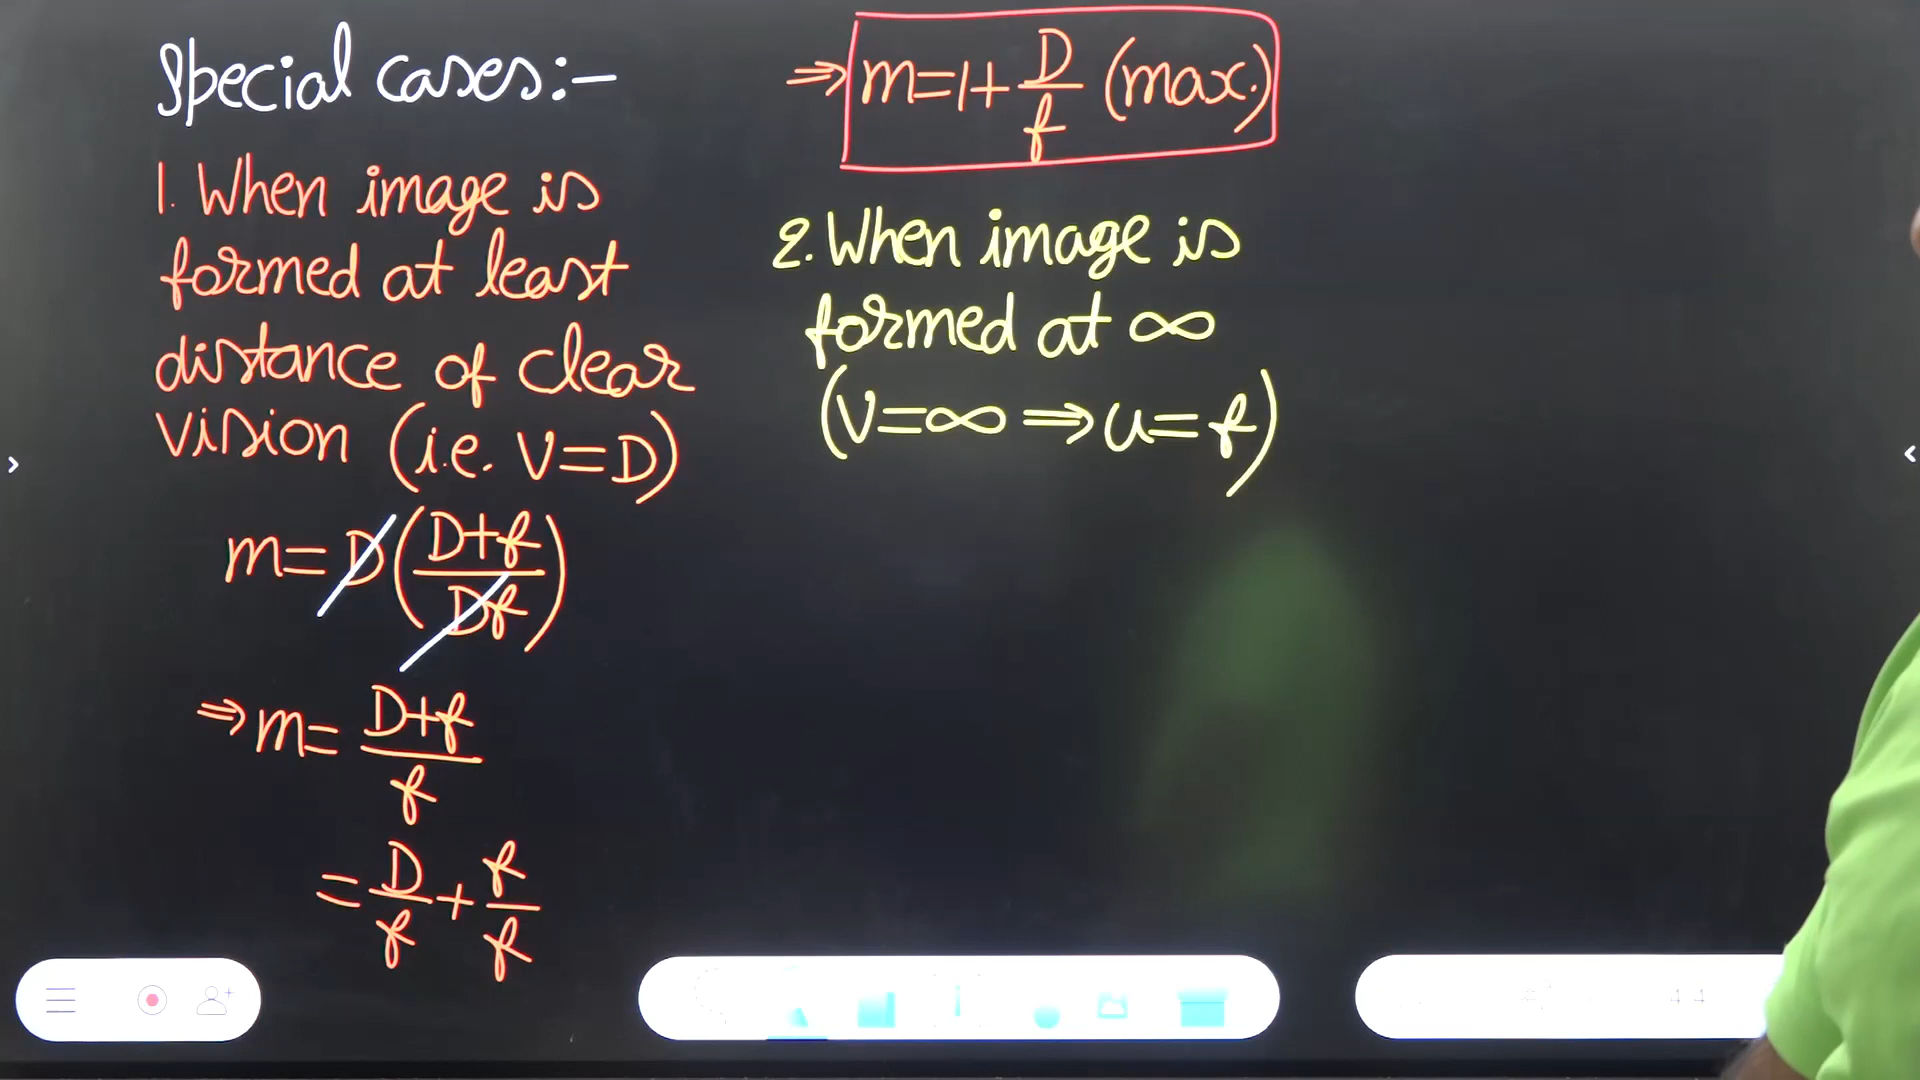 Special cases:-
1. When image is
formed at least
distance of clear
vision (i.e. V=D)
m=D(D+f/Df)
⇒m=D+f/f
=D/f+f/f
⇒m=1+D/f (max.)
2. When image is
formed at ∞
(V=∞⇒u=f)